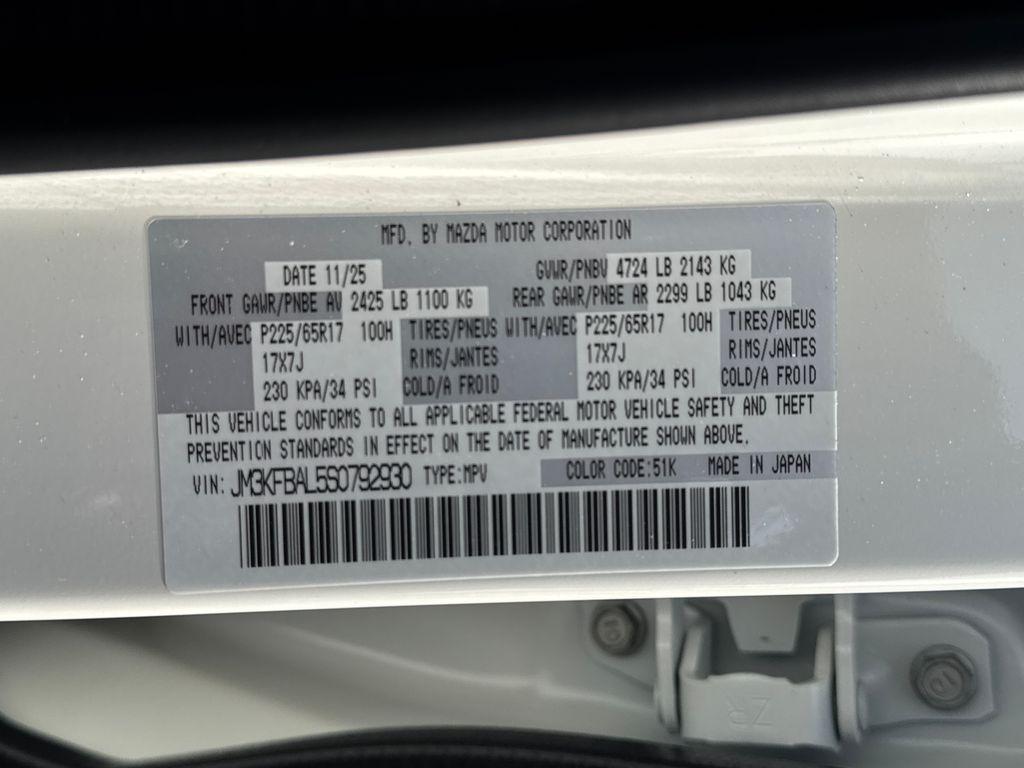 MFD. BY MAZDA MOTOR CORPORATION
DATE 11/25 GVWR/PNBV 4724 LB 2143 KG
FRONT GAWR/PNBE AV 2425 LB 1100 KG REAR GAWR/PNBE AR 2299 LB 1043 KG
WITH/AVEC P225/65R17 100H TIRES/PNEUS WITH/AVEC P225/65R17 100H TIRES/PNEUS
17X7J RIMS/JANTES 17X7J RIMS/JANTES
230 KPA/34 PSI COLD/A FROID 230 KPA/34 PSI COLD/A FROID
THIS VEHICLE CONFORMS TO ALL APPLICABLE FEDERAL MOTOR VEHICLE SAFETY AND THEFT
PREVENTION STANDARDS IN EFFECT ON THE DATE OF MANUFACTURE SHOWN ABOVE.
VIN: JM3KFBAL5S0792930 TYPE:MPV COLOR CODE:51K MADE IN JAPAN
ZR